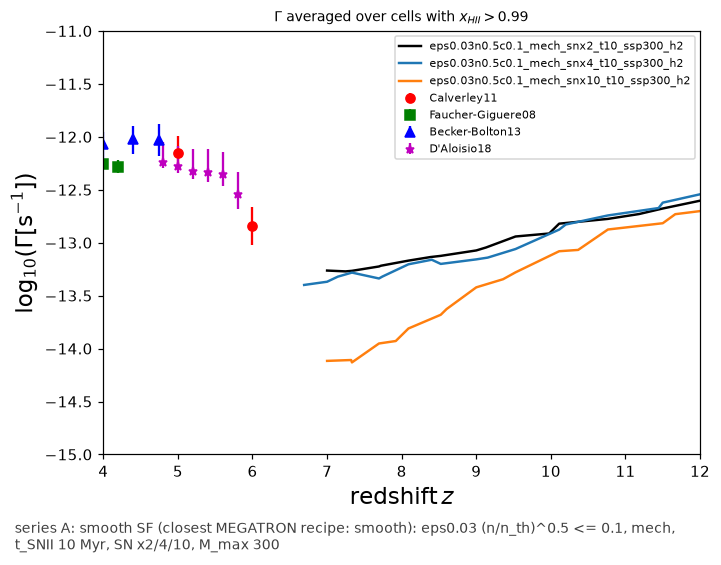 Γ averaged over cells with x_{HII} > 0.99
−11.0
−11.5
−12.0
−12.5
−13.0
−13.5
−14.0
−14.5
−15.0
log₁₀(Γ[s⁻¹])
eps0.03n0.5c0.1_mech_snx2_t10_ssp300_h2
eps0.03n0.5c0.1_mech_snx4_t10_ssp300_h2
eps0.03n0.5c0.1_mech_snx10_t10_ssp300_h2
Calverley11
Faucher-Giguere08
Becker-Bolton13
D'Aloisio18
4 5 6 7 8 9 10 11 12
redshift z
series A: smooth SF (closest MEGATRON recipe: smooth): eps0.03 (n/n_th)^0.5 <= 0.1, mech,
t_SNII 10 Myr, SN x2/4/10, M_max 300